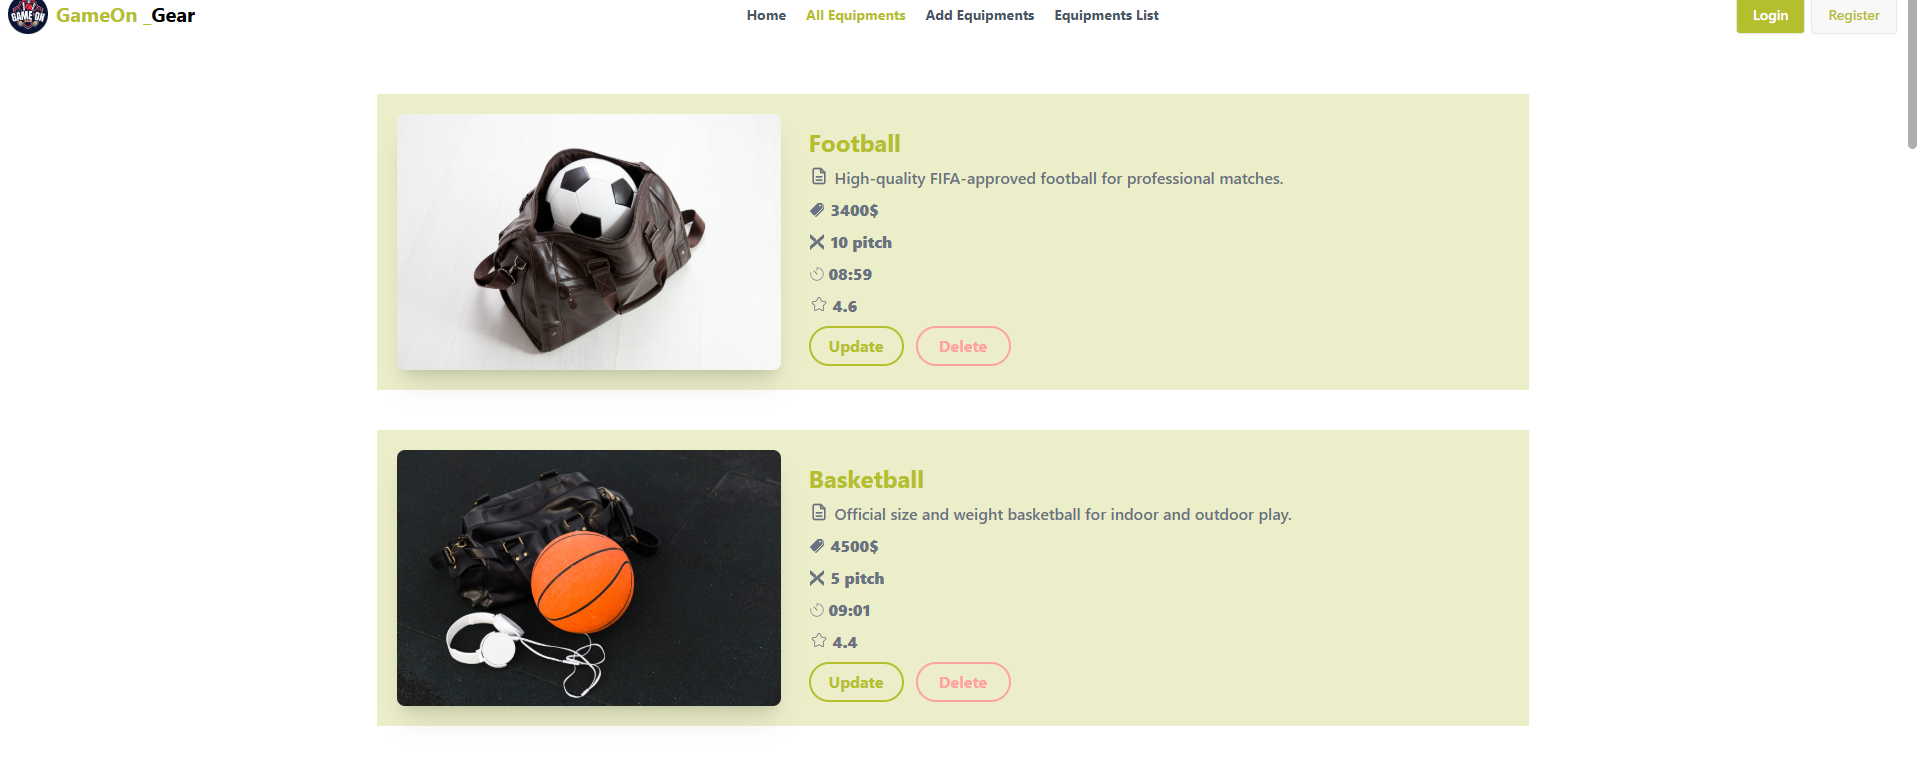 GAME ON
GameOn _Gear
Home
All Equipments
Add Equipments
Equipments List
Login
Register
Football
High-quality FIFA-approved football for professional matches.
3400$
10 pitch
08:59
4.6
Update
Delete
Basketball
Official size and weight basketball for indoor and outdoor play.
4500$
5 pitch
09:01
4.4
Update
Delete